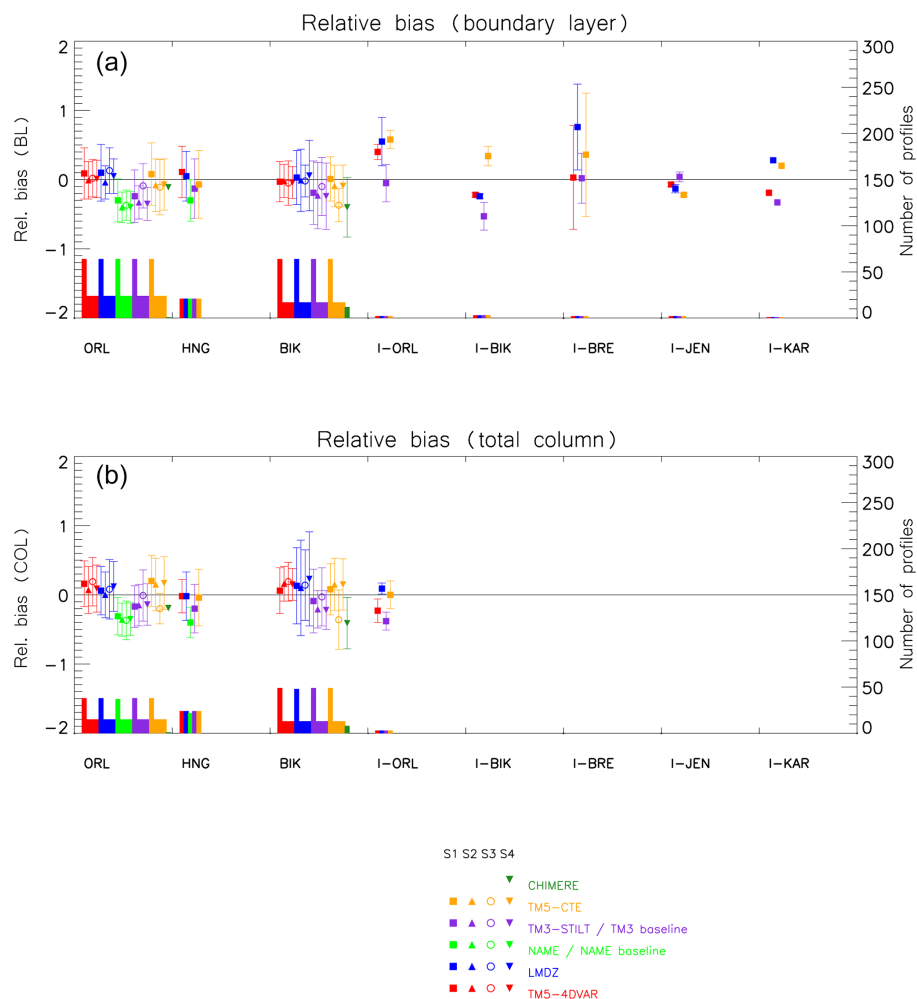 Relative bias (boundary layer)
(a)
2
1
0
−1
−2
Rel. bias (BL)
300
250
200
150
100
50
0
Number of profiles
ORL HNG BIK I−ORL I−BIK I−BRE I−JEN I−KAR
Relative bias (total column)
(b)
2
1
0
−1
−2
Rel. bias (COL)
300
250
200
150
100
50
0
Number of profiles
ORL HNG BIK I−ORL I−BIK I−BRE I−JEN I−KAR
S1 S2 S3 S4
CHIMERE
TM5−CTE
TM3−STILT / TM3 baseline
NAME / NAME baseline
LMDZ
TM5−4DVAR